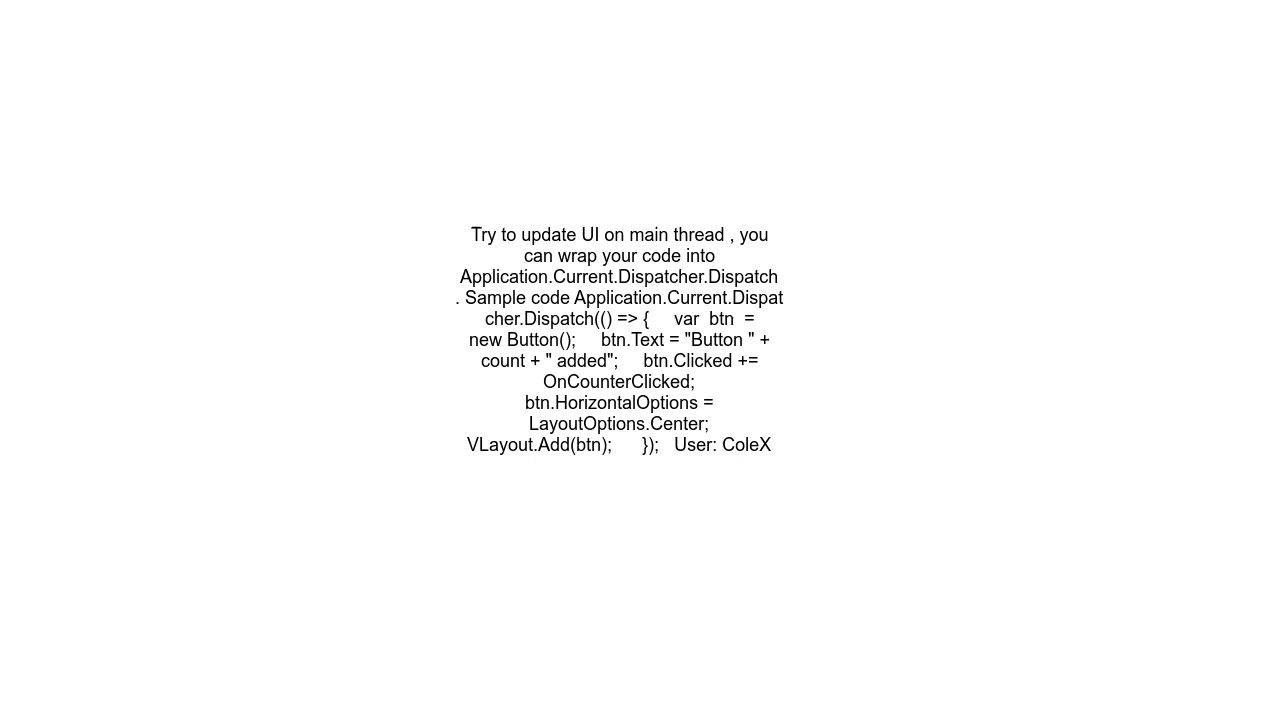 Try to update UI on main thread , you
can wrap your code into
Application.Current.Dispatcher.Dispatch
. Sample code Application.Current.Dispat
cher.Dispatch(() => {     var  btn  =
new Button();     btn.Text = "Button " +
count + " added";     btn.Clicked +=
OnCounterClicked;
btn.HorizontalOptions =
LayoutOptions.Center;
VLayout.Add(btn);      });   User: ColeX